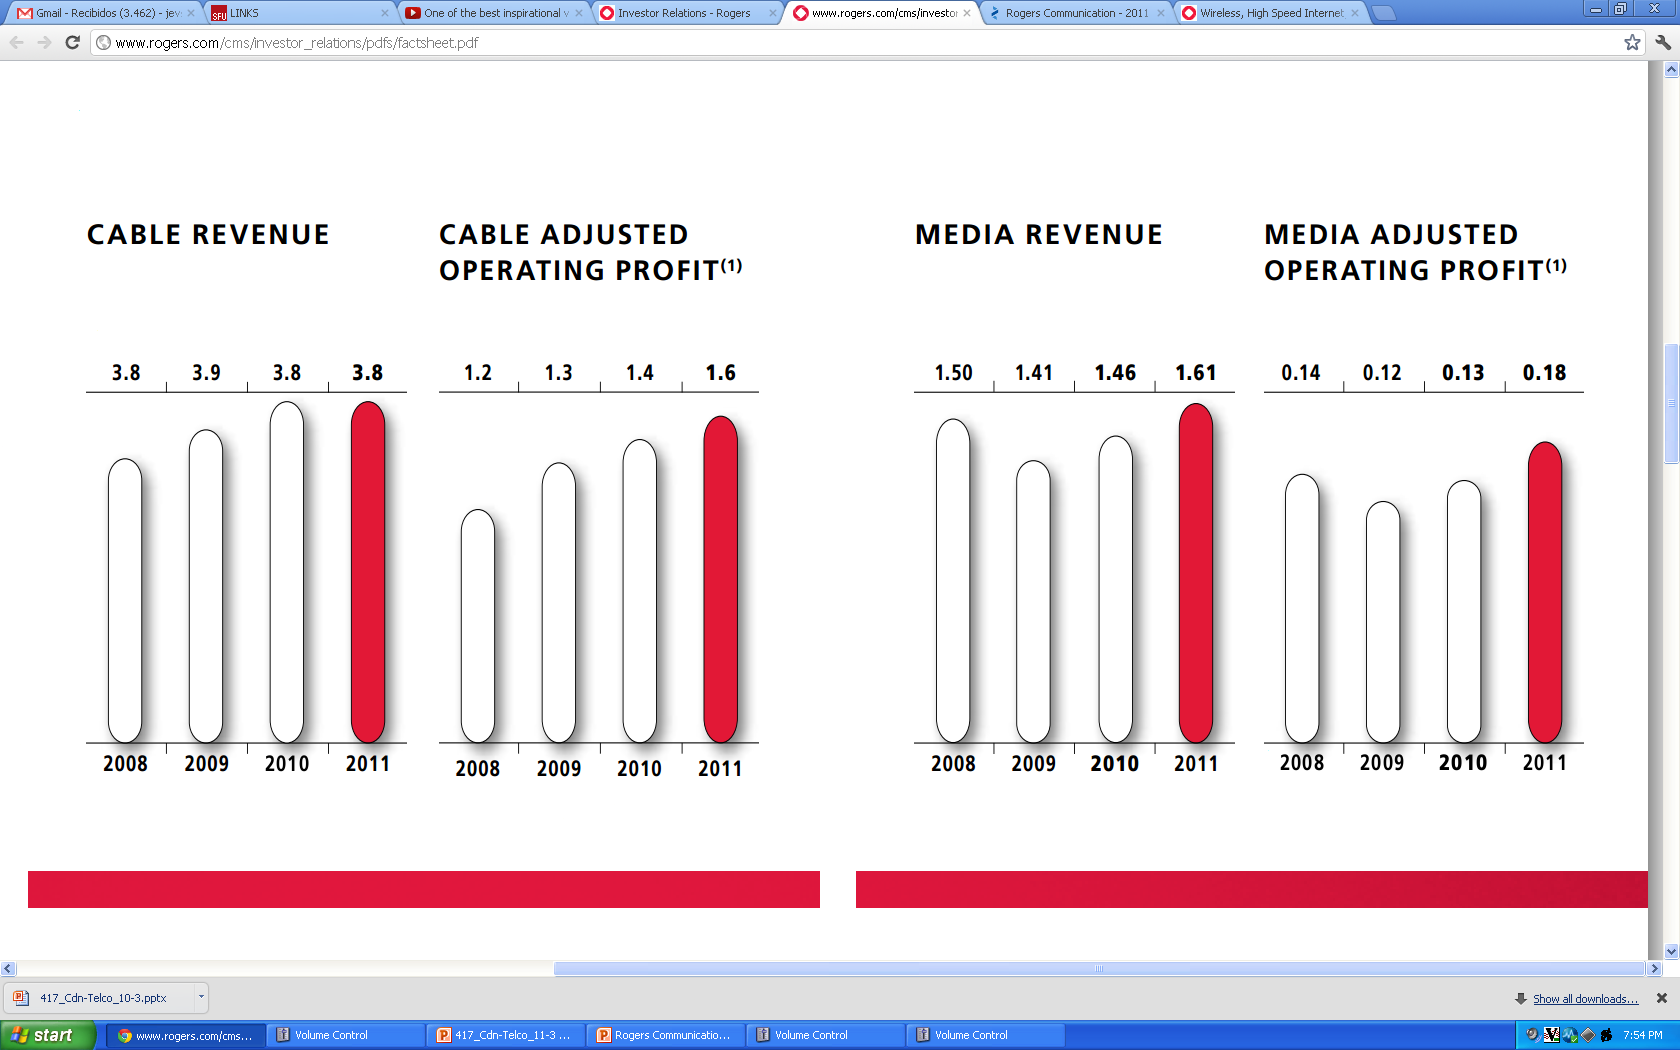 Gmail - Recibidos (3.462) - jev
SFU LINKS
One of the best inspirational v
Investor Relations - Rogers
www.rogers.com/cms/investo
Rogers Communication - 2011
Wireless, High Speed Internet
www.rogers.com/cms/investor_relations/pdfs/factsheet.pdf
CABLE REVENUE
3.8 3.9 3.8 3.8
2008 2009 2010 2011
CABLE ADJUSTED
OPERATING PROFIT(1)
1.2 1.3 1.4 1.6
2008 2009 2010 2011
MEDIA REVENUE
1.50 1.41 1.46 1.61
2008 2009 2010 2011
MEDIA ADJUSTED
OPERATING PROFIT(1)
0.14 0.12 0.13 0.18
2008 2009 2010 2011
417_Cdn-Telco_10-3.pptx
Show all downloads...
start
www.rogers.com/cms...
Volume Control
417_Cdn-Telco_11-3 ...
Rogers Communicatio...
Volume Control
Volume Control
7:54 PM